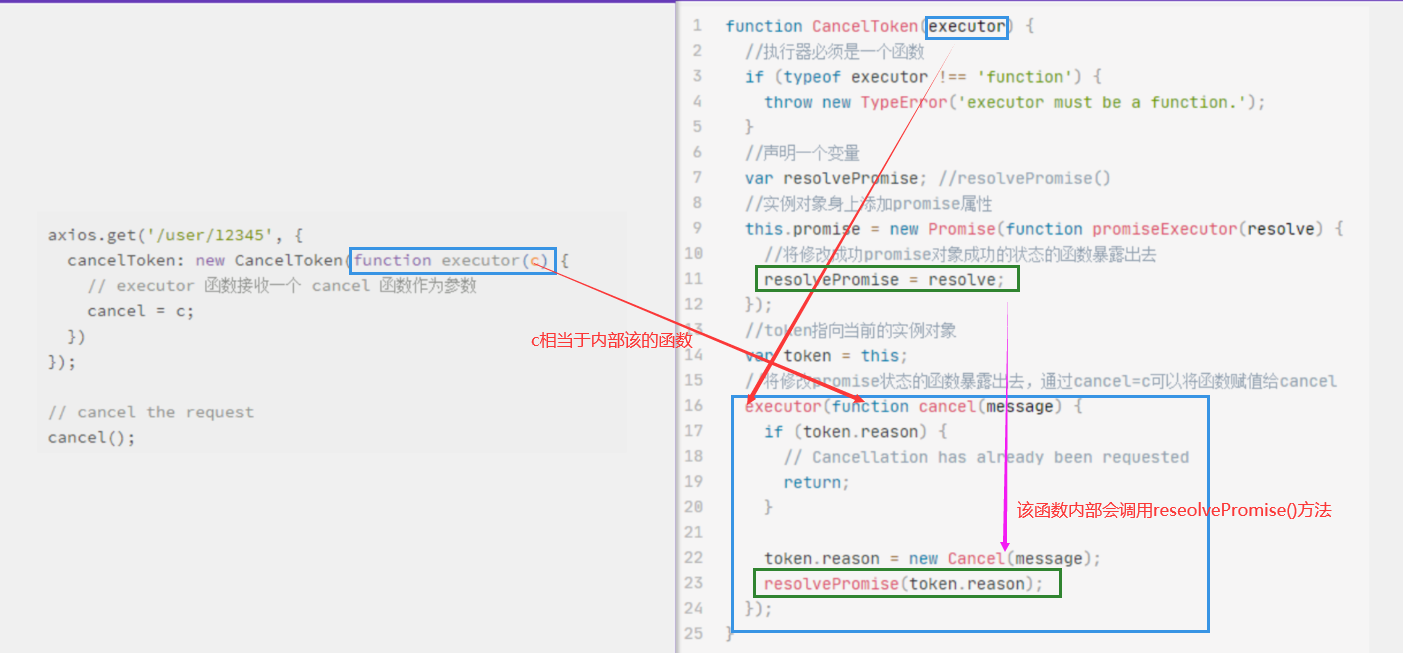 axios.get('/user/12345', {
cancelToken: new CancelToken(function executor(c) {
// executor 函数接收一个 cancel 函数作为参数
cancel = c;
})
});
// cancel the request
cancel();
c相当于内部该的函数
1 function CancelToken(executor) {
2 //执行器必须是一个函数
3 if (typeof executor !== 'function') {
4 throw new TypeError('executor must be a function.');
5 }
6 //声明一个变量
7 var resolvePromise; //resolvePromise()
8 //实例对象身上添加promise属性
9 this.promise = new Promise(function promiseExecutor(resolve) {
10 //将修改成功promise对象成功的状态的函数暴露出去
11 resolvePromise = resolve;
12 });
13 //token指向当前的实例对象
14 var token = this;
15 //将修改promise状态的函数暴露出去，通过cancel=c可以将函数赋值给cancel
16 executor(function cancel(message) {
17 if (token.reason) {
18 // Cancellation has already been requested
19 return;
20 }
21
22 token.reason = new Cancel(message);
23 resolvePromise(token.reason);
24 });
25 }
该函数内部会调用reseolvePromise()方法